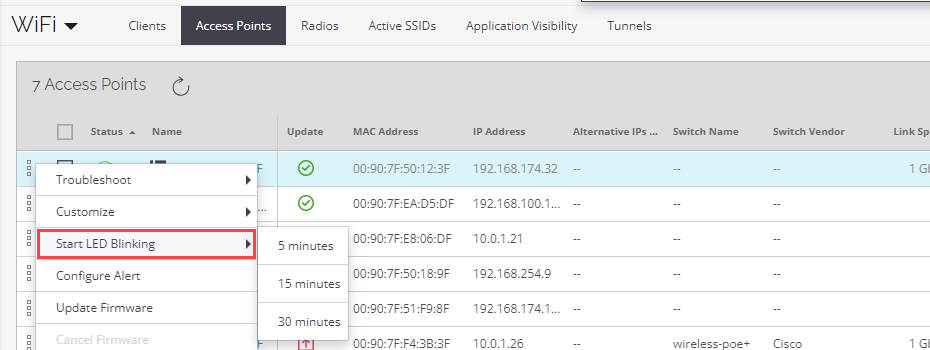 WiFi Clients Access Points Radios Active SSIDs Application Visibility Tunnels
7 Access Points
Status Name Update MAC Address IP Address Alternative IPs ... Switch Name Switch Vendor Link Sp
F 00:90:7F:50:12:3F 192.168.174.32 -- -- -- 1 G
Troubleshoot
... 00:90:7F:EA:D5:DF 192.168.100.1... -- -- --
Customize
00:90:7F:E8:06:DF 10.0.1.21 -- -- --
Start LED Blinking
5 minutes
00:90:7F:50:18:9F 192.168.254.9 -- -- --
Configure Alert
15 minutes
00:90:7F:51:F9:8F 192.168.174.1... -- -- --
Update Firmware
30 minutes
Cancel Firmware
00:90:7F:F4:3B:3F 10.0.1.26 -- wireless-poe+ Cisco 1 G